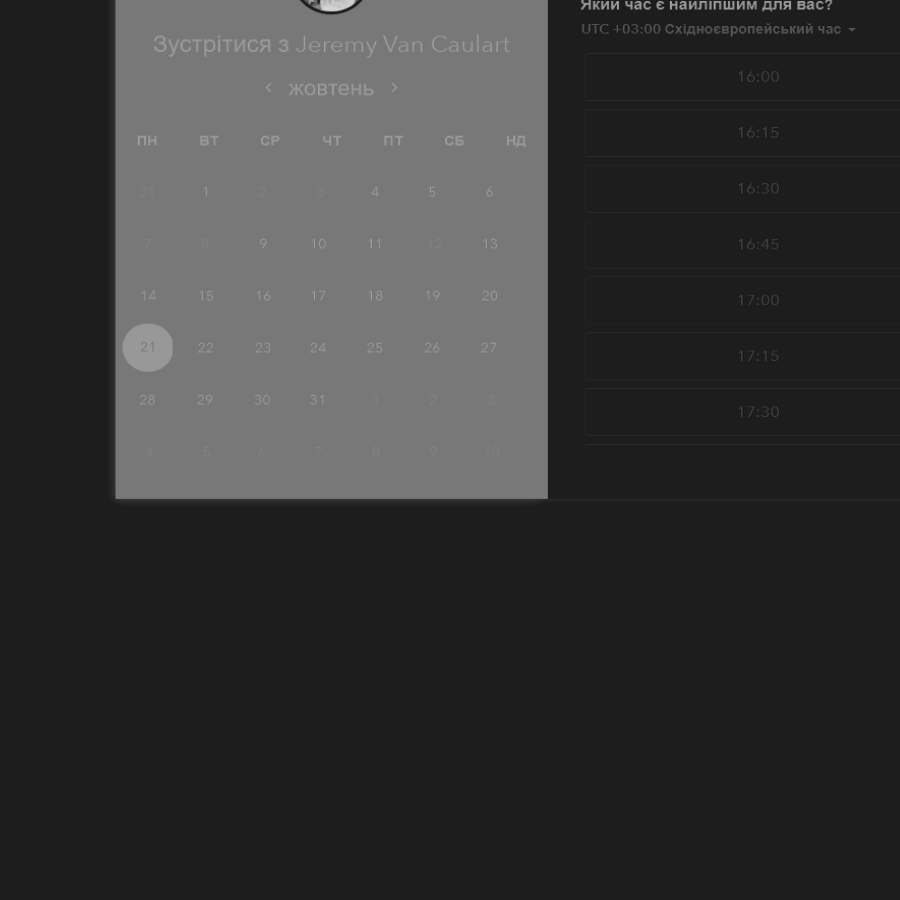 Зустрітися з Jeremy Van Caulart
‹ жовтень ›
ПН ВТ СР ЧТ ПТ СБ НД
31 1 2 3 4 5 6
7 8 9 10 11 12 13
14 15 16 17 18 19 20
21 22 23 24 25 26 27
28 29 30 31 1 2 3
4 5 6 7 8 9 10
Який час є найліпшим для вас?
UTC +03:00 Східноєвропейський час
16:00
16:15
16:30
16:45
17:00
17:15
17:30